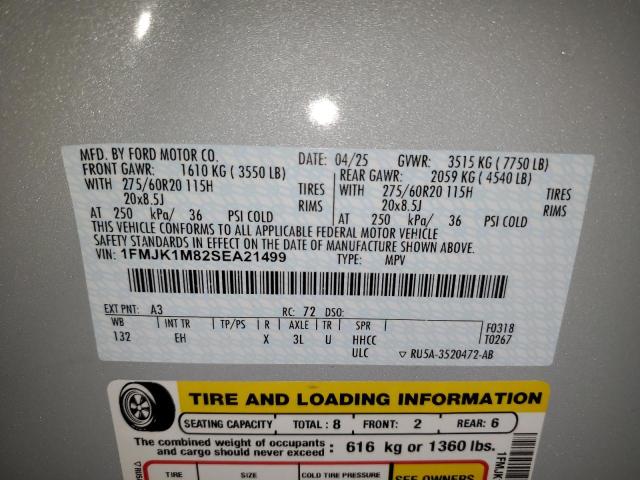 MFD. BY FORD MOTOR CO.
DATE: 04/25 GVWR: 3515 KG (7750 LB)
FRONT GAWR: 1610 KG (3550 LB) REAR GAWR: 2059 KG (4540 LB)
WITH 275/60R20 115H TIRES WITH 275/60R20 115H TIRES
20x8.5J RIMS 20x8.5J RIMS
AT 250 kPa/ 36 PSI COLD AT 250 kPa/ 36 PSI COLD
THIS VEHICLE CONFORMS TO ALL APPLICABLE FEDERAL MOTOR VEHICLE
SAFETY STANDARDS IN EFFECT ON THE DATE OF MANUFACTURE SHOWN ABOVE.
VIN: 1FMJK1M82SEA21499 TYPE: MPV
EXT PNT: A3 RC: 72 DSO:
WB INT TR TP/PS R AXLE TR SPR F0318
132 EH X 3L U HHCC T0267
ULC ▽ RU5A-3520472-AB
TIRE AND LOADING INFORMATION
SEATING CAPACITY TOTAL : 8 FRONT: 2 REAR: 6
The combined weight of occupants and cargo should never exceed : 616 kg or 1360 lbs.
TIRE SIZE COLD TIRE PRESSURE SEE OWNERS
1FMJK